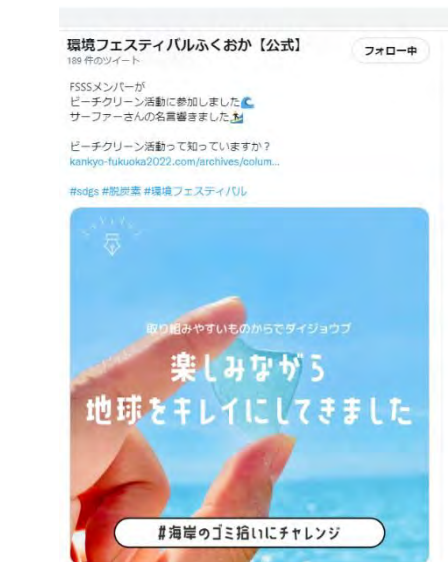 環境フェスティバルふくおか【公式】
フォロー中
189 件のツイート
FSSSメンバーが
ビーチクリーン活動に参加しました🌊
サーファーさんの名言響きました🏄
ビーチクリーン活動って知っていますか？
kankyo-fukuoka2022.com/archives/colum...
#sdgs #脱炭素 #環境フェスティバル
取り組みやすいものからでダイジョウブ
楽しみながら
地球をキレイにしてきました
#海岸のゴミ拾いにチャレンジ